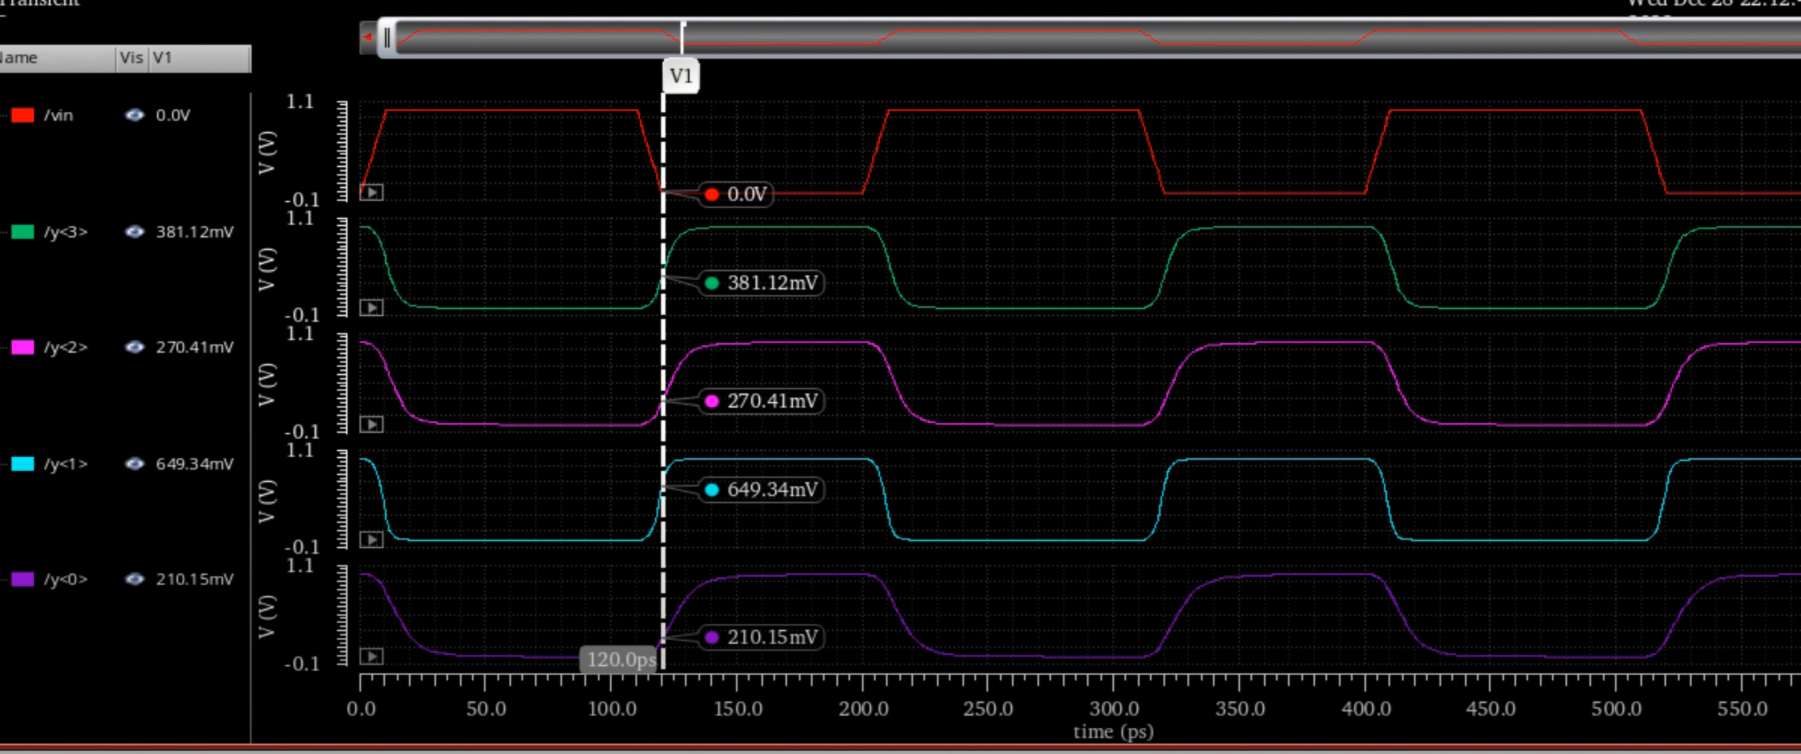 Wed Dec 28 22:12:
Name Vis V1
V1
/vin 0.0V
/y<3> 381.12mV
/y<2> 270.41mV
/y<1> 649.34mV
/y<0> 210.15mV
1.1
V (V)
-0.1
0.0V
1.1
V (V)
-0.1
381.12mV
1.1
V (V)
-0.1
270.41mV
1.1
V (V)
-0.1
649.34mV
1.1
V (V)
-0.1
210.15mV
120.0ps
0.0 50.0 100.0 150.0 200.0 250.0 300.0 350.0 400.0 450.0 500.0 550.0
time (ps)